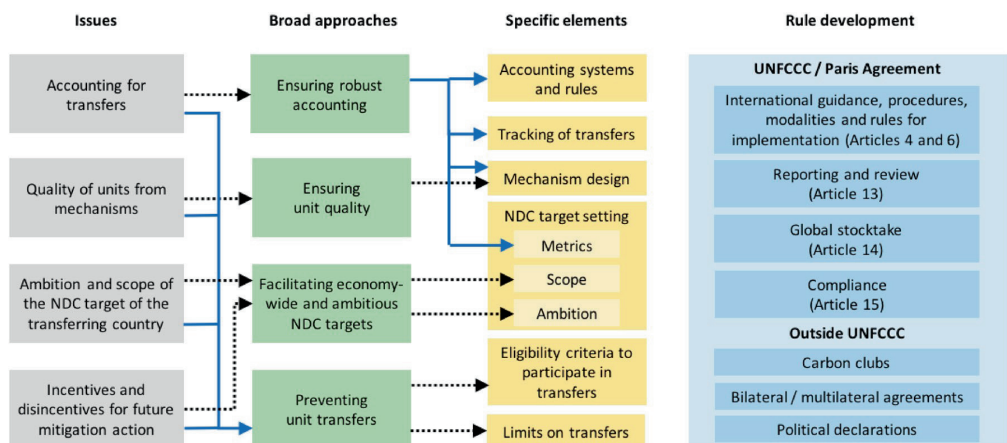 Issues
Broad approaches
Specific elements
Rule development
Accounting for
transfers
Quality of units from
mechanisms
Ambition and scope of
the NDC target of the
transferring country
Incentives and
disincentives for future
mitigation action
Ensuring robust
accounting
Ensuring
unit quality
Facilitating economy-
wide and ambitious
NDC targets
Preventing
unit transfers
Accounting systems
and rules
Tracking of transfers
Mechanism design
NDC target setting
Metrics
Scope
Ambition
Eligibility criteria to
participate in
transfers
Limits on transfers
UNFCCC / Paris Agreement
International guidance, procedures,
modalities and rules for
implementation (Articles 4 and 6)
Reporting and review
(Article 13)
Global stocktake
(Article 14)
Compliance
(Article 15)
Outside UNFCCC
Carbon clubs
Bilateral / multilateral agreements
Political declarations